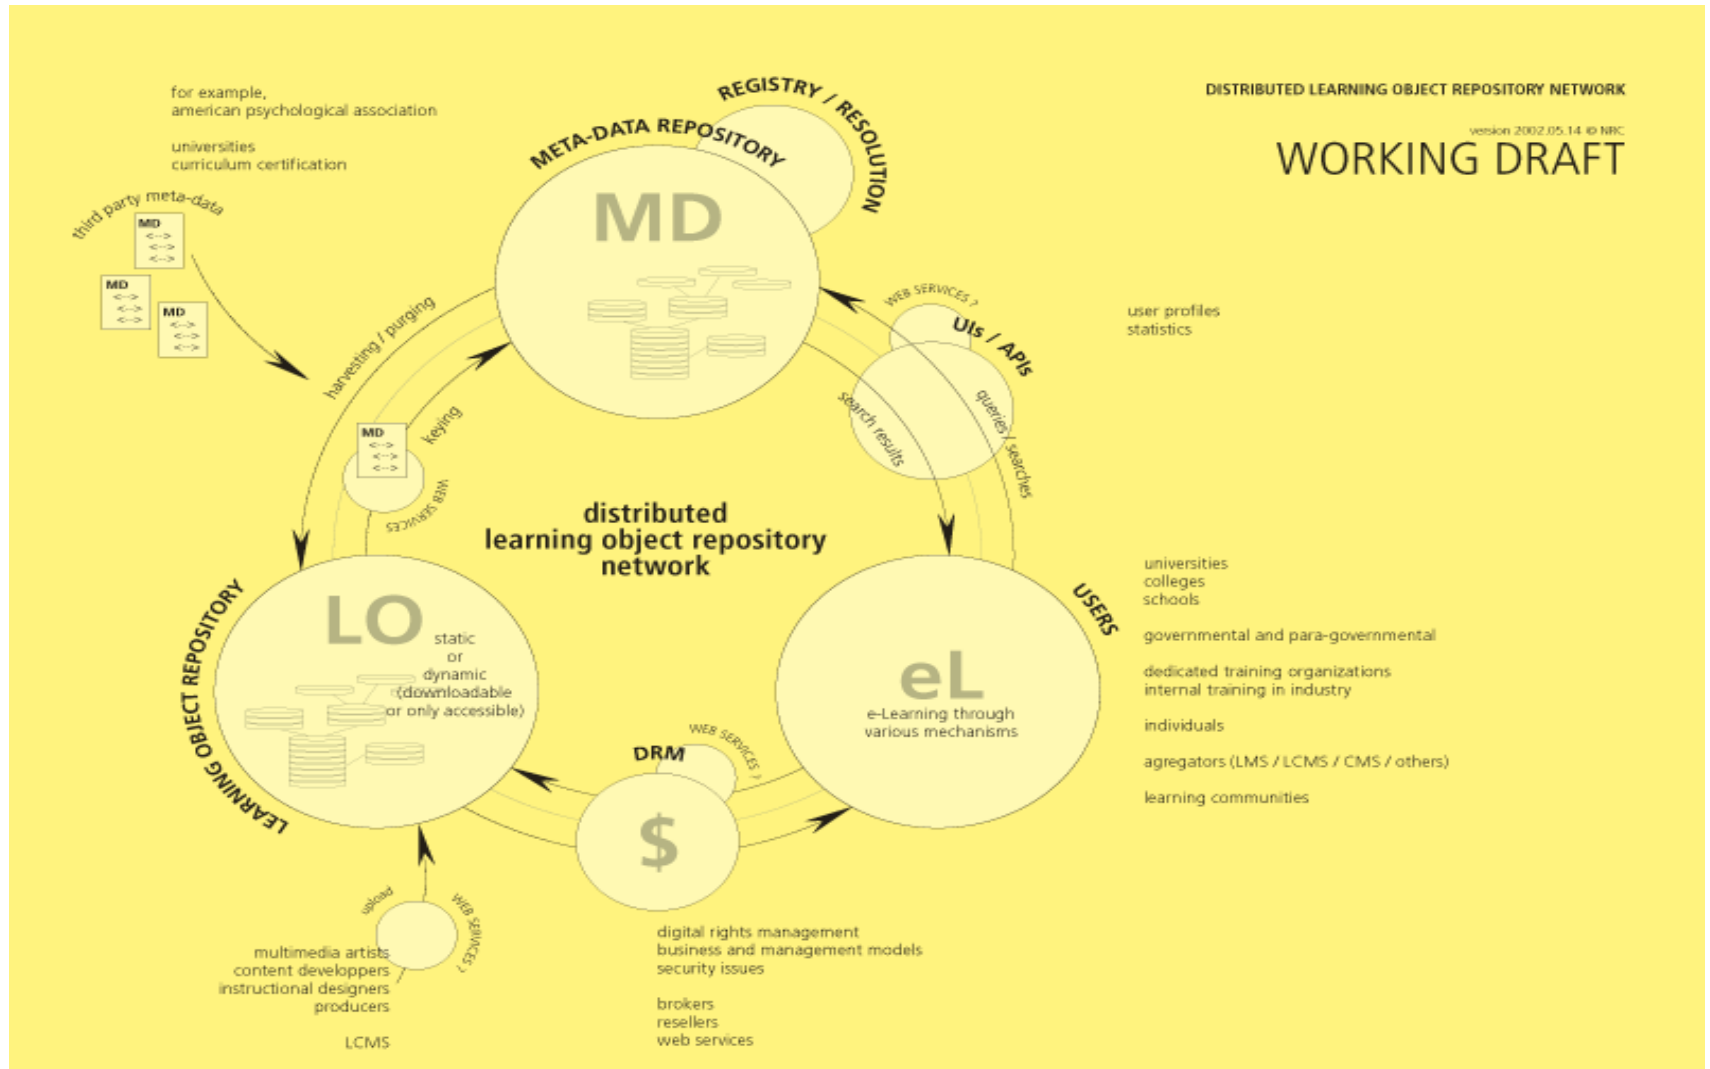 for example,
american psychological association
universities
curriculum certification
third party meta-data
MD
<-->
<-->
<-->
MD
<-->
<-->
<-->
MD
<-->
<-->
<-->
REGISTRY / RESOLUTION
META-DATA REPOSITORY
MD
DISTRIBUTED LEARNING OBJECT REPOSITORY NETWORK
version 2002.05.14 © NRC
WORKING DRAFT
harvesting / purging
keying
MD
<-->
<-->
<-->
WEB SERVICES
WEB SERVICES ?
UIs / APIs
search results
queries / searches
user profiles
statistics
distributed
learning object repository
network
LEARNING OBJECT REPOSITORY
LO
static
or
dynamic
(downloadable
or only accessible)
USERS
eL
e-Learning through
various mechanisms
universities
colleges
schools
governmental and para-governmental
dedicated training organizations
internal training in industry
individuals
agregators (LMS / LCMS / CMS / others)
learning communities
DRM
WEB SERVICES ?
$
upload
WEB SERVICES ?
multimedia artists
content developpers
instructional designers
producers
LCMS
digital rights management
business and management models
security issues
brokers
resellers
web services